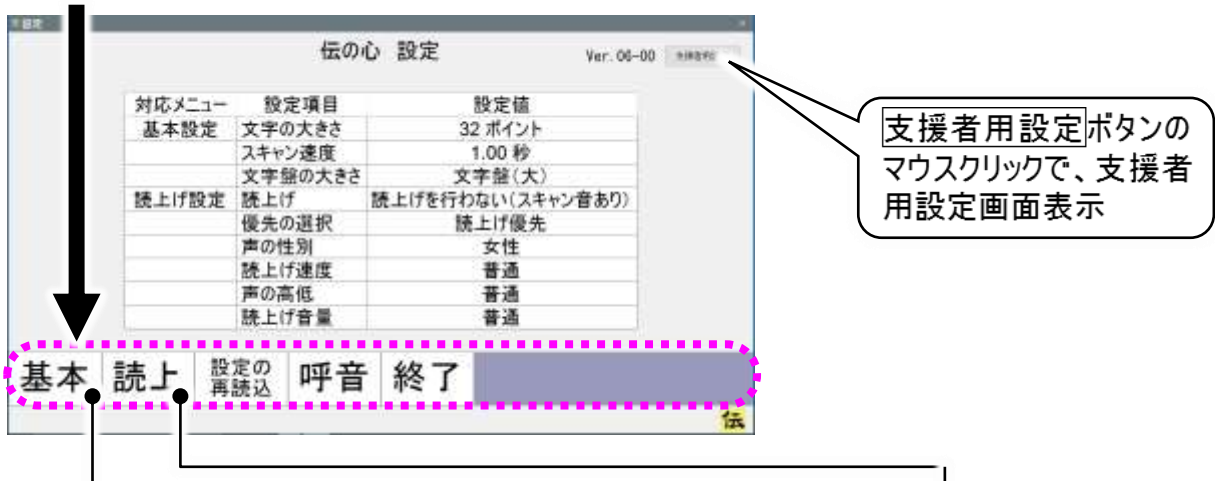 設定
伝の心 設定 Ver. 06-00
対応メニュー 設定項目 設定値
基本設定 文字の大きさ 32 ポイント
スキャン速度 1.00 秒
文字盤の大きさ 文字盤(大)
読上げ設定 読上げ 読上げを行わない(スキャン音あり)
優先の選択 読上げ優先
声の性別 女性
読上げ速度 普通
声の高低 普通
読上げ音量 普通
支援者用設定ボタンの
マウスクリックで、支援者
用設定画面表示
基本 読上 設定の
再読込 呼音 終了
伝